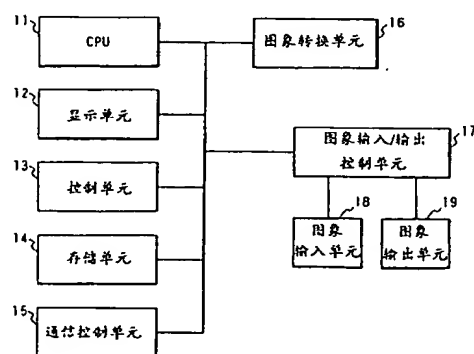 11
CPU
12
显示单元
13
控制单元
14
存储单元
15
通信控制单元
16
图象转换单元
17
图象输入/输出
控制单元
18
图象
输入单元
19
图象
输出单元